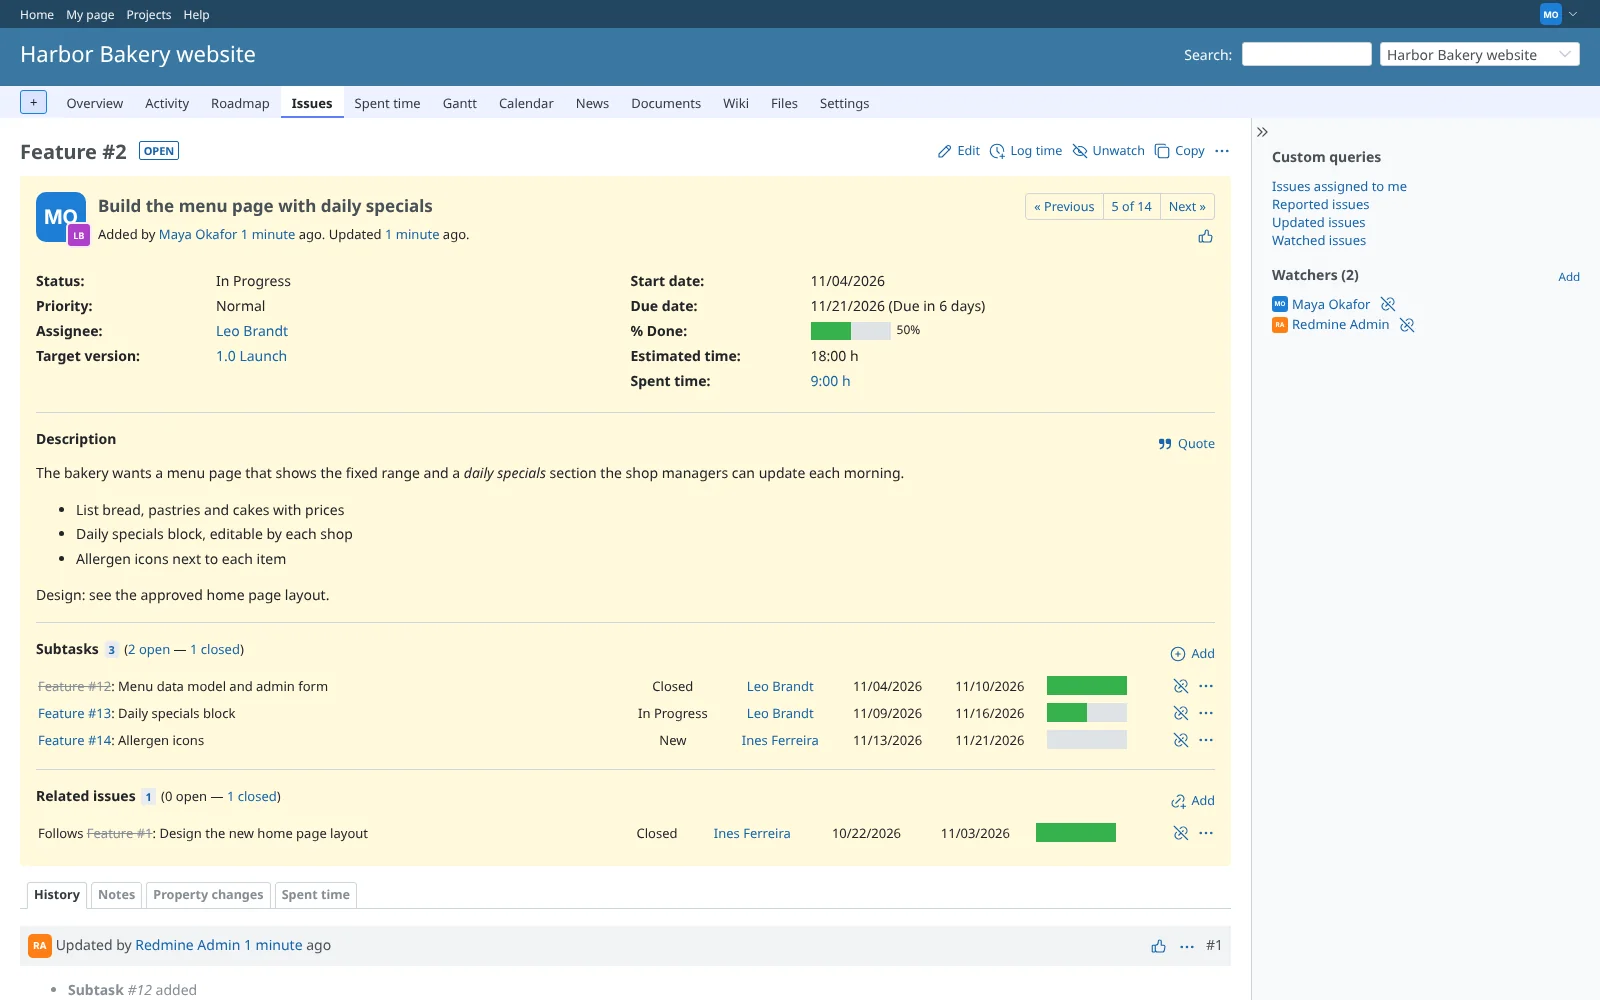 Home My page Projects Help MO
Harbor Bakery website
Search: Harbor Bakery website
+ Overview Activity Roadmap Issues Spent time Gantt Calendar News Documents Wiki Files Settings
Feature #2 OPEN
Edit Log time Unwatch Copy
MO LB
Build the menu page with daily specials
« Previous 5 of 14 Next »
Added by Maya Okafor 1 minute ago. Updated 1 minute ago.
Status: In Progress Start date: 11/04/2026
Priority: Normal Due date: 11/21/2026 (Due in 6 days)
Assignee: Leo Brandt % Done: 50%
Target version: 1.0 Launch Estimated time: 18:00 h
Spent time: 9:00 h
Description
Quote
The bakery wants a menu page that shows the fixed range and a daily specials section the shop managers can update each morning.
• List bread, pastries and cakes with prices
• Daily specials block, editable by each shop
• Allergen icons next to each item
Design: see the approved home page layout.
Subtasks 3 (2 open — 1 closed)
Add
Feature #12: Menu data model and admin form Closed Leo Brandt 11/04/2026 11/10/2026
Feature #13: Daily specials block In Progress Leo Brandt 11/09/2026 11/16/2026
Feature #14: Allergen icons New Ines Ferreira 11/13/2026 11/21/2026
Related issues 1 (0 open — 1 closed)
Add
Follows Feature #1: Design the new home page layout Closed Ines Ferreira 10/22/2026 11/03/2026
History Notes Property changes Spent time
RA Updated by Redmine Admin 1 minute ago #1
• Subtask #12 added
Custom queries
Issues assigned to me
Reported issues
Updated issues
Watched issues
Watchers (2) Add
MO Maya Okafor
RA Redmine Admin